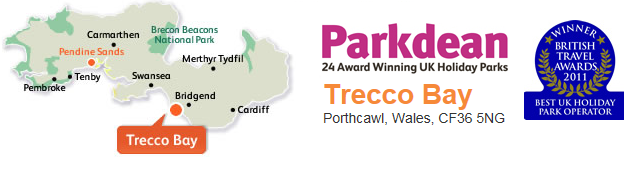 Carmarthen
Brecon Beacons
National Park
Pendine Sands
Merthyr Tydfil
Tenby
Pembroke
Swansea
Bridgend
Cardiff
Trecco Bay
Parkdean
24 Award Winning UK Holiday Parks
Trecco Bay
Porthcawl, Wales, CF36 5NG
WINNER
BRITISH
TRAVEL
AWARDS
2011
BEST UK HOLIDAY
PARK OPERATOR